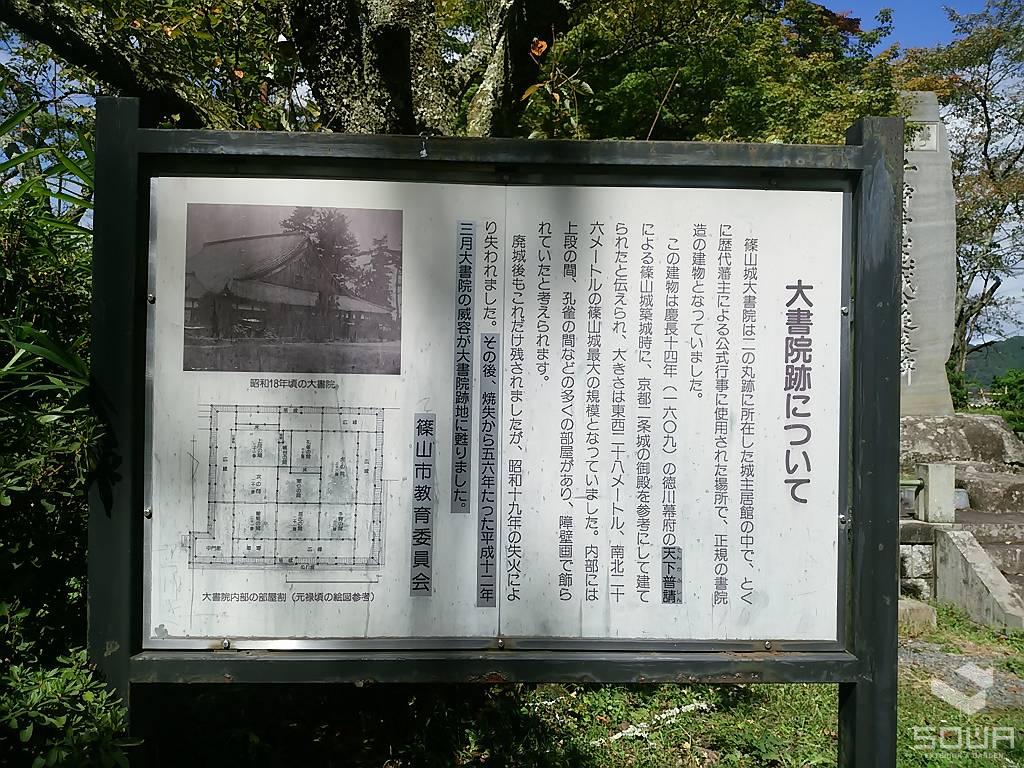 大書院跡について
篠山城大書院は二の丸跡に所在した城主居館の中で、とく
に歴代藩主による公式行事に使用された場所で、正規の書院
造の建物となっていました。
この建物は慶長十四年（一六〇九）の徳川幕府の天下普請
による篠山城築城時に、京都二条城の御殿を参考にして建て
られたと伝えられ、大きさは東西二十八メートル、南北二十
六メートルの篠山城最大の規模となっていました。内部には
上段の間、孔雀の間などの多くの部屋があり、障壁画で飾ら
れていたと考えられます。
廃城後もこれだけ残されましたが、昭和十九年の失火によ
り失われました。その後、焼失から五六年たった平成十二年
三月大書院の威容が大書院跡地に甦りました。
篠山市教育委員会
昭和18年頃の大書院
大書院内部の部屋割（元禄頃の絵図参考）
SOWA
EXTERIOR & GARDEN